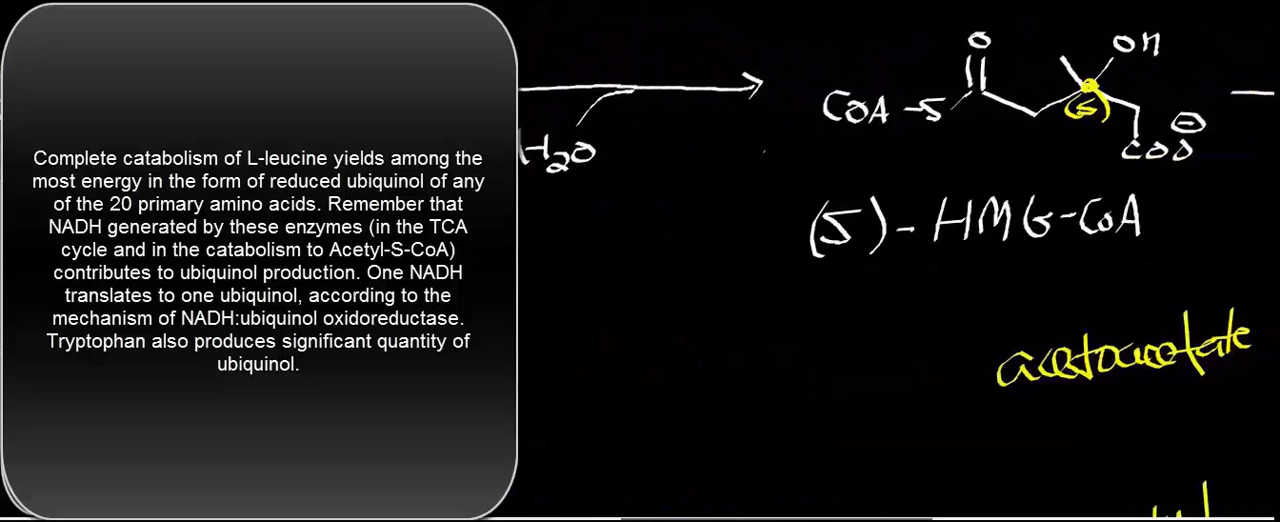 Complete catabolism of L-leucine yields among the
most energy in the form of reduced ubiquinol of any
of the 20 primary amino acids. Remember that
NADH generated by these enzymes (in the TCA
cycle and in the catabolism to Acetyl-S-CoA)
contributes to ubiquinol production. One NADH
translates to one ubiquinol, according to the
mechanism of NADH:ubiquinol oxidoreductase.
Tryptophan also produces significant quantity of
ubiquinol.
H2O
O
OH
CoA-S
(S)
COO
(S)-HMG-CoA
acetoacetate